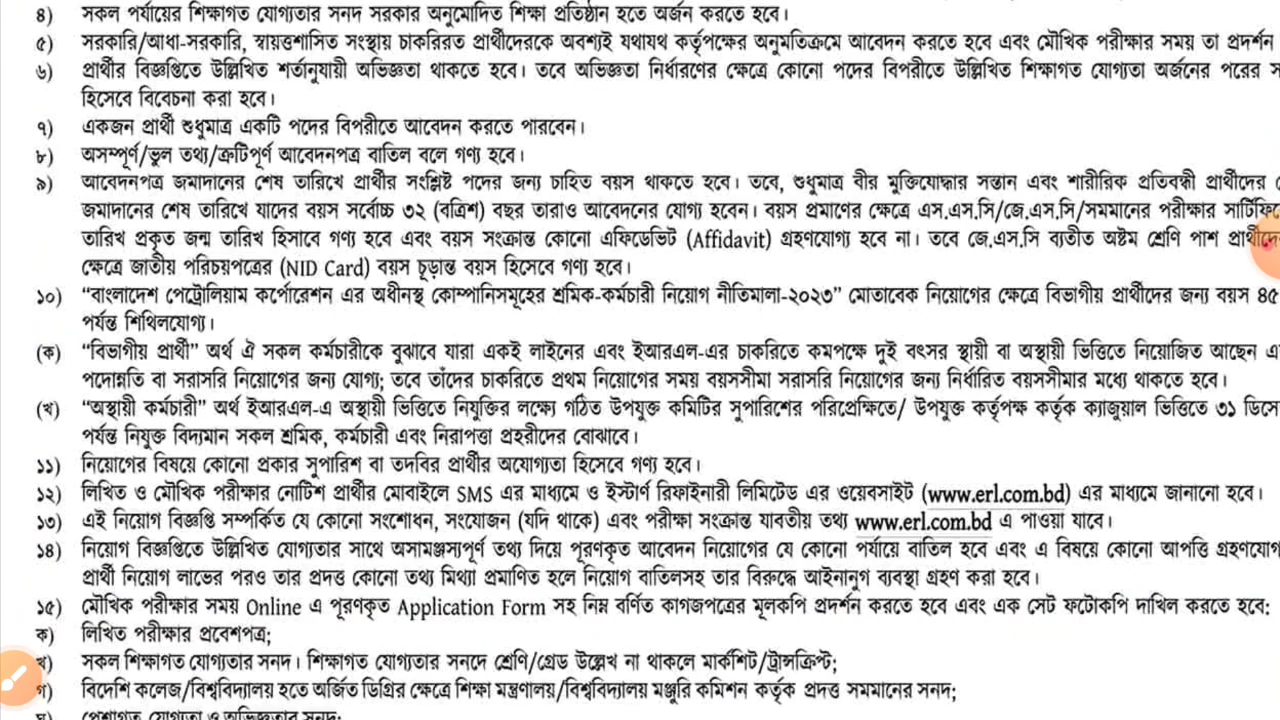 ৪) সকল পর্যায়ের শিক্ষাগত যোগ্যতার সনদ সরকার অনুমোদিত শিক্ষা প্রতিষ্ঠান হতে অর্জন করতে হবে।
৫) সরকারি/আধা-সরকারি, স্বায়ত্তশাসিত সংস্থায় চাকরিরত প্রার্থীদেরকে অবশ্যই যথাযথ কর্তৃপক্ষের অনুমতিক্রমে আবেদন করতে হবে এবং মৌখিক পরীক্ষার সময় তা প্রদর্শন
৬) প্রার্থীর বিজ্ঞপ্তিতে উল্লিখিত শর্তানুযায়ী অভিজ্ঞতা থাকতে হবে। তবে অভিজ্ঞতা নির্ধারণের ক্ষেত্রে কোনো পদের বিপরীতে উল্লিখিত শিক্ষাগত যোগ্যতা অর্জনের পরের
হিসেবে বিবেচনা করা হবে।
৭) একজন প্রার্থী শুধুমাত্র একটি পদের বিপরীতে আবেদন করতে পারবেন।
৮) অসম্পূর্ণ/ভুল তথ্য/ত্রুটিপূর্ণ আবেদনপত্র বাতিল বলে গণ্য হবে।
৯) আবেদনপত্র জমাদানের শেষ তারিখে প্রার্থীর সংশ্লিষ্ট পদের জন্য চাহিত বয়স থাকতে হবে। তবে, শুধুমাত্র বীর মুক্তিযোদ্ধার সন্তান এবং শারীরিক প্রতিবন্ধী প্রার্থীদের
জমাদানের শেষ তারিখে যাদের বয়স সর্বোচ্চ ৩২ (বত্রিশ) বছর তারাও আবেদনের যোগ্য হবেন। বয়স প্রমাণের ক্ষেত্রে এস.এস.সি/জে.এস.সি/সমমানের পরীক্ষার
তারিখ প্রকৃত জন্ম তারিখ হিসাবে গণ্য হবে এবং বয়স সংক্রান্ত কোনো এফিডেভিট (Affidavit) গ্রহণযোগ্য হবে না। তবে জে.এস.সি ব্যতীত অষ্টম শ্রেণি পাশ
ক্ষেত্রে জাতীয় পরিচয়পত্রের (NID Card) বয়স চূড়ান্ত বয়স হিসেবে গণ্য হবে।
১০) “বাংলাদেশ পেট্রোলিয়াম কর্পোরেশন এর অধীনস্থ কোম্পানিসমূহের শ্রমিক-কর্মচারী নিয়োগ নীতিমালা-২০২৩” মোতাবেক নিয়োগের ক্ষেত্রে বিভাগীয় প্রার্থীদের জন্য বয়স ৪৫
পর্যন্ত শিথিলযোগ্য।
(ক) “বিভাগীয় প্রার্থী” অর্থ ঐ সকল কর্মচারীকে বুঝাবে যারা একই লাইনের এবং ইআরএল-এর চাকরিতে কমপক্ষে দুই বৎসর স্থায়ী বা অস্থায়ী ভিত্তিতে নিয়োজিত আছেন
পদোন্নতি বা সরাসরি নিয়োগের জন্য যোগ্য; তবে তাঁদের চাকরিতে প্রথম নিয়োগের সময় বয়সসীমা সরাসরি নিয়োগের জন্য নির্ধারিত বয়সসীমার মধ্যে থাকতে হবে।
(খ) “অস্থায়ী কর্মচারী” অর্থ ইআরএল-এ অস্থায়ী ভিত্তিতে নিযুক্তির লক্ষ্যে গঠিত উপযুক্ত কমিটির সুপারিশের পরিপ্রেক্ষিতে/ উপযুক্ত কর্তৃপক্ষ কর্তৃক ক্যাজুয়াল ভিত্তিতে ৩১
পর্যন্ত নিযুক্ত বিদ্যমান সকল শ্রমিক, কর্মচারী এবং নিরাপত্তা প্রহরীদের বোঝাবে।
১১) নিয়োগের বিষয়ে কোনো প্রকার সুপারিশ বা তদবির প্রার্থীর অযোগ্যতা হিসেবে গণ্য হবে।
১২) লিখিত ও মৌখিক পরীক্ষার নোটিশ প্রার্থীর মোবাইলে SMS এর মাধ্যমে ও ইস্টার্ণ রিফাইনারী লিমিটেড এর ওয়েবসাইট (www.erl.com.bd) এর মাধ্যমে জানানো হবে।
১৩) এই নিয়োগ বিজ্ঞপ্তি সম্পর্কিত যে কোনো সংশোধন, সংযোজন (যদি থাকে) এবং পরীক্ষা সংক্রান্ত যাবতীয় তথ্য www.erl.com.bd এ পাওয়া যাবে।
১৪) নিয়োগ বিজ্ঞপ্তিতে উল্লিখিত যোগ্যতার সাথে অসামঞ্জস্যপূর্ণ তথ্য দিয়ে পূরণকৃত আবেদন নিয়োগের যে কোনো পর্যায়ে বাতিল হবে এবং এ বিষয়ে কোনো আপত্তি
প্রার্থী নিয়োগ লাভের পরও তার প্রদত্ত কোনো তথ্য মিথ্যা প্রমাণিত হলে নিয়োগ বাতিলসহ তার বিরুদ্ধে আইনানুগ ব্যবস্থা গ্রহণ করা হবে।
১৫) মৌখিক পরীক্ষার সময় Online এ পূরণকৃত Application Form সহ নিম্ন বর্ণিত কাগজপত্রের মূলকপি প্রদর্শন করতে হবে এবং এক সেট ফটোকপি দাখিল করতে হবে:
ক) লিখিত পরীক্ষার প্রবেশপত্র;
খ) সকল শিক্ষাগত যোগ্যতার সনদ। শিক্ষাগত যোগ্যতার সনদে শ্রেণি/গ্রেড উল্লেখ না থাকলে মার্কশিট/ট্রান্সক্রিপ্ট;
গ) বিদেশি কলেজ/বিশ্ববিদ্যালয় হতে অর্জিত ডিগ্রির ক্ষেত্রে শিক্ষা মন্ত্রণালয়/বিশ্ববিদ্যালয় মঞ্জুরি কমিশন কর্তৃক প্রদত্ত সমমানের সনদ;
ঘ) পেশাগত যোগ্যতা ও অভিজ্ঞতার সনদ;